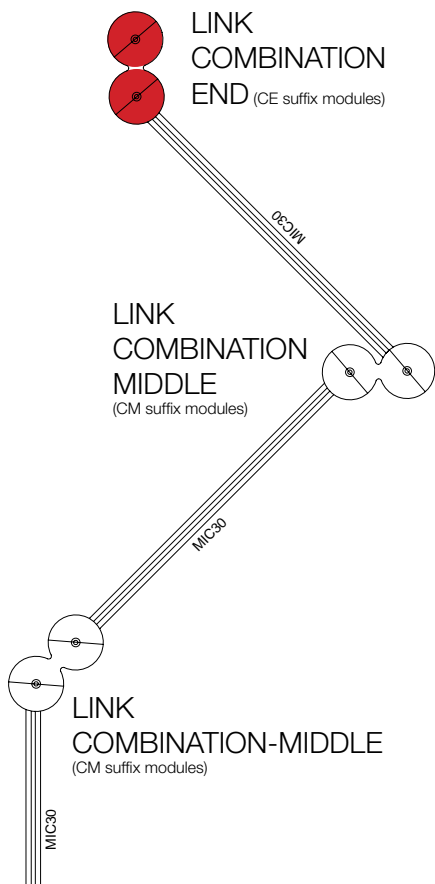 LINK
COMBINATION
END (CE suffix modules)
MIC30
LINK
COMBINATION
MIDDLE
(CM suffix modules)
MIC30
LINK
COMBINATION-MIDDLE
(CM suffix modules)
MIC30